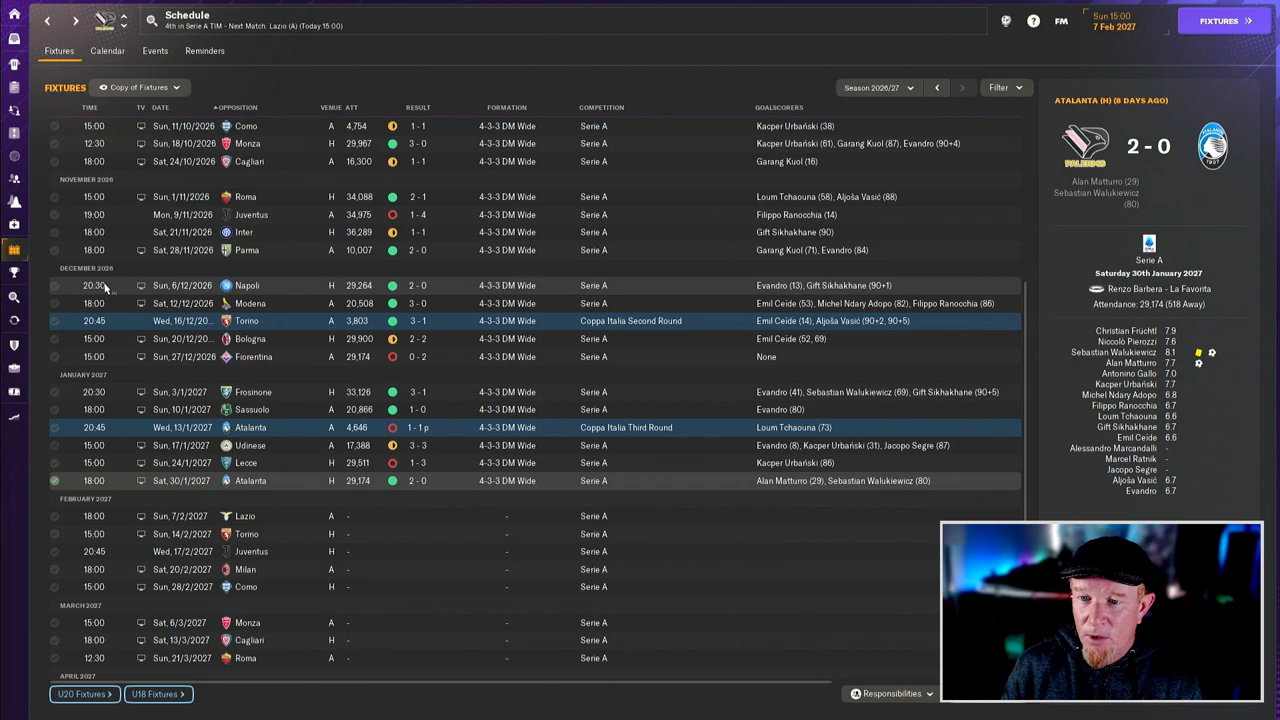 Schedule
4th in Serie A TIM - Next Match: Lazio (A) (Today 15:00)
FM
Sun 15:00
7 Feb 2027
FIXTURES
Fixtures Calendar Events Reminders
FIXTURES Copy of Fixtures Season 2026/27 Filter
TIME TV DATE OPPOSITION VENUE ATT RESULT FORMATION COMPETITION GOALSCORERS
15:00 Sun, 11/10/2026 Como A 4,754 1 - 1 4-3-3 DM Wide Serie A Kacper Urbański (38)
12:30 Sun, 18/10/2026 Monza H 29,967 3 - 0 4-3-3 DM Wide Serie A Kacper Urbański (61), Garang Kuol (87), Evandro (90+4)
18:00 Sat, 24/10/2026 Cagliari A 16,300 1 - 1 4-3-3 DM Wide Serie A Garang Kuol (16)
NOVEMBER 2026
15:00 Sun, 1/11/2026 Roma H 34,088 2 - 1 4-3-3 DM Wide Serie A Loum Tchaouna (58), Aljoša Vasić (88)
19:00 Mon, 9/11/2026 Juventus A 34,975 1 - 4 4-3-3 DM Wide Serie A Filippo Ranocchia (14)
18:00 Sat, 21/11/2026 Inter H 36,289 1 - 1 4-3-3 DM Wide Serie A Gift Sikhakhane (90)
18:00 Sat, 28/11/2026 Parma A 10,007 2 - 0 4-3-3 DM Wide Serie A Garang Kuol (71), Evandro (84)
DECEMBER 2026
20:30 Sun, 6/12/2026 Napoli H 29,264 2 - 0 4-3-3 DM Wide Serie A Evandro (13), Gift Sikhakhane (90+1)
18:00 Sat, 12/12/2026 Modena A 20,508 3 - 0 4-3-3 DM Wide Serie A Emil Ceide (53), Michel Ndary Adopo (82), Filippo Ranocchia (86)
20:45 Wed, 16/12/20... Torino A 3,803 3 - 1 4-3-3 DM Wide Coppa Italia Second Round Emil Ceide (14), Aljoša Vasić (90+2, 90+5)
15:00 Sun, 20/12/20... Bologna H 29,900 2 - 2 4-3-3 DM Wide Serie A Emil Ceide (52, 69)
15:00 Sun, 27/12/2026 Fiorentina A 29,174 0 - 2 4-3-3 DM Wide Serie A None
JANUARY 2027
20:30 Sun, 3/1/2027 Frosinone H 33,126 3 - 1 4-3-3 DM Wide Serie A Evandro (41), Sebastian Walukiewicz (69), Gift Sikhakhane (90+5)
18:00 Sun, 10/1/2027 Sassuolo A 20,866 1 - 0 4-3-3 DM Wide Serie A Evandro (80)
20:45 Wed, 13/1/2027 Atalanta A 4,646 1 - 1 p 4-3-3 DM Wide Coppa Italia Third Round Loum Tchaouna (73)
15:00 Sun, 17/1/2027 Udinese A 17,388 3 - 3 4-3-3 DM Wide Serie A Evandro (8), Kacper Urbański (31), Jacopo Segre (87)
15:00 Sun, 24/1/2027 Lecce H 29,511 1 - 3 4-3-3 DM Wide Serie A Kacper Urbański (86)
18:00 Sat, 30/1/2027 Atalanta H 29,174 2 - 0 4-3-3 DM Wide Serie A Alan Matturro (29), Sebastian Walukiewicz (80)
FEBRUARY 2027
18:00 Sun, 7/2/2027 Lazio A - - Serie A
15:00 Sun, 14/2/2027 Torino H - - Serie A
20:45 Wed, 17/2/2027 Juventus H - - Serie A
18:00 Sat, 20/2/2027 Milan A - - Serie A
15:00 Sun, 28/2/2027 Como H - - Serie A
MARCH 2027
15:00 Sat, 6/3/2027 Monza A - - Serie A
18:00 Sat, 13/3/2027 Cagliari H - - Serie A
12:30 Sun, 21/3/2027 Roma A - - Serie A
APRIL 2027
U20 Fixtures U18 Fixtures Responsibilities
ATALANTA (H) (8 DAYS AGO)
PALERMO 2 - 0
Alan Matturro (29)
Sebastian Walukiewicz
(80)
Serie A
Saturday 30th January 2027
Renzo Barbera - La Favorita
Attendance: 29,174 (518 Away)
Christian Früchtl 7.9
Niccolò Pierozzi 7.6
Sebastian Walukiewicz 8.1
Alan Matturro 7.7
Antonino Gallo 7.0
Kacper Urbański 7.7
Michel Ndary Adopo 6.8
Filippo Ranocchia 6.7
Loum Tchaouna 6.6
Gift Sikhakhane 6.7
Emil Ceide 6.6
Alessandro Marcandalli -
Marcel Ratnik -
Jacopo Segre -
Aljoša Vasić 6.7
Evandro 6.7